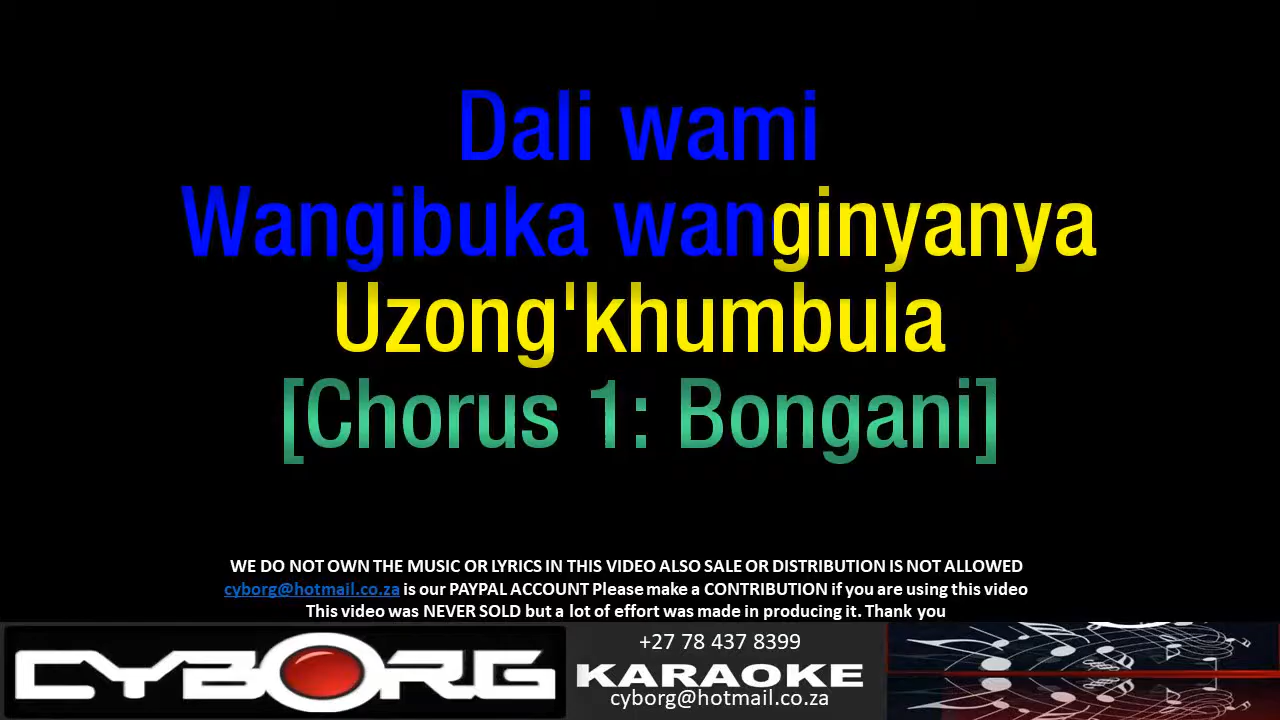 Dali wami
Wangibuka wanginyanya
Uzong'khumbula
[Chorus 1: Bongani]
WE DO NOT OWN THE MUSIC OR LYRICS IN THIS VIDEO ALSO SALE OR DISTRIBUTION IS NOT ALLOWED
cyborg@hotmail.co.za is our PAYPAL ACCOUNT Please make a CONTRIBUTION if you are using this video
This video was NEVER SOLD but a lot of effort was made in producing it. Thank you
CYBORG
+27 78 437 8399
KARAOKE
cyborg@hotmail.co.za